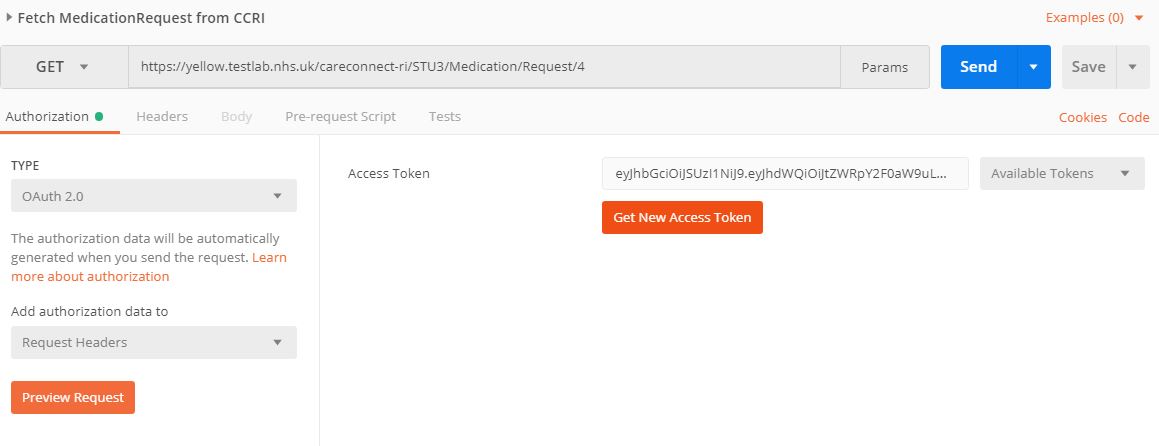 Fetch MedicationRequest from CCRI
Examples (0)
GET
https://yellow.testlab.nhs.uk/careconnect-ri/STU3/Medication/Request/4
Params
Send
Save
Authorization
Headers
Body
Pre-request Script
Tests
Cookies
Code
TYPE
OAuth 2.0
The authorization data will be automatically
generated when you send the request. Learn
more about authorization
Add authorization data to
Request Headers
Preview Request
Access Token
eyJhbGciOiJSUzI1NiJ9.eyJhdWQiOiJtZWRpY2F0aW9uL...
Available Tokens
Get New Access Token